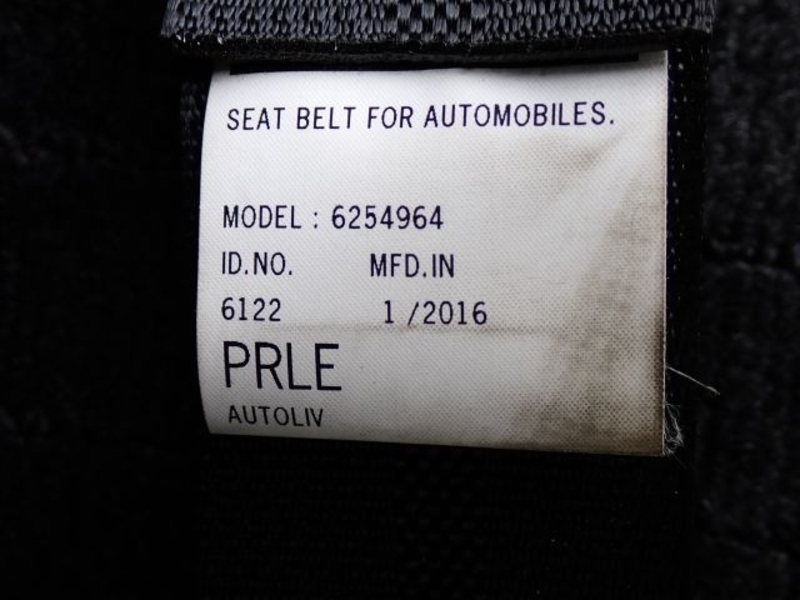 SEAT BELT FOR AUTOMOBILES.
MODEL : 6254964
ID.NO. MFD.IN
6122 1 /2016
PRLE
AUTOLIV